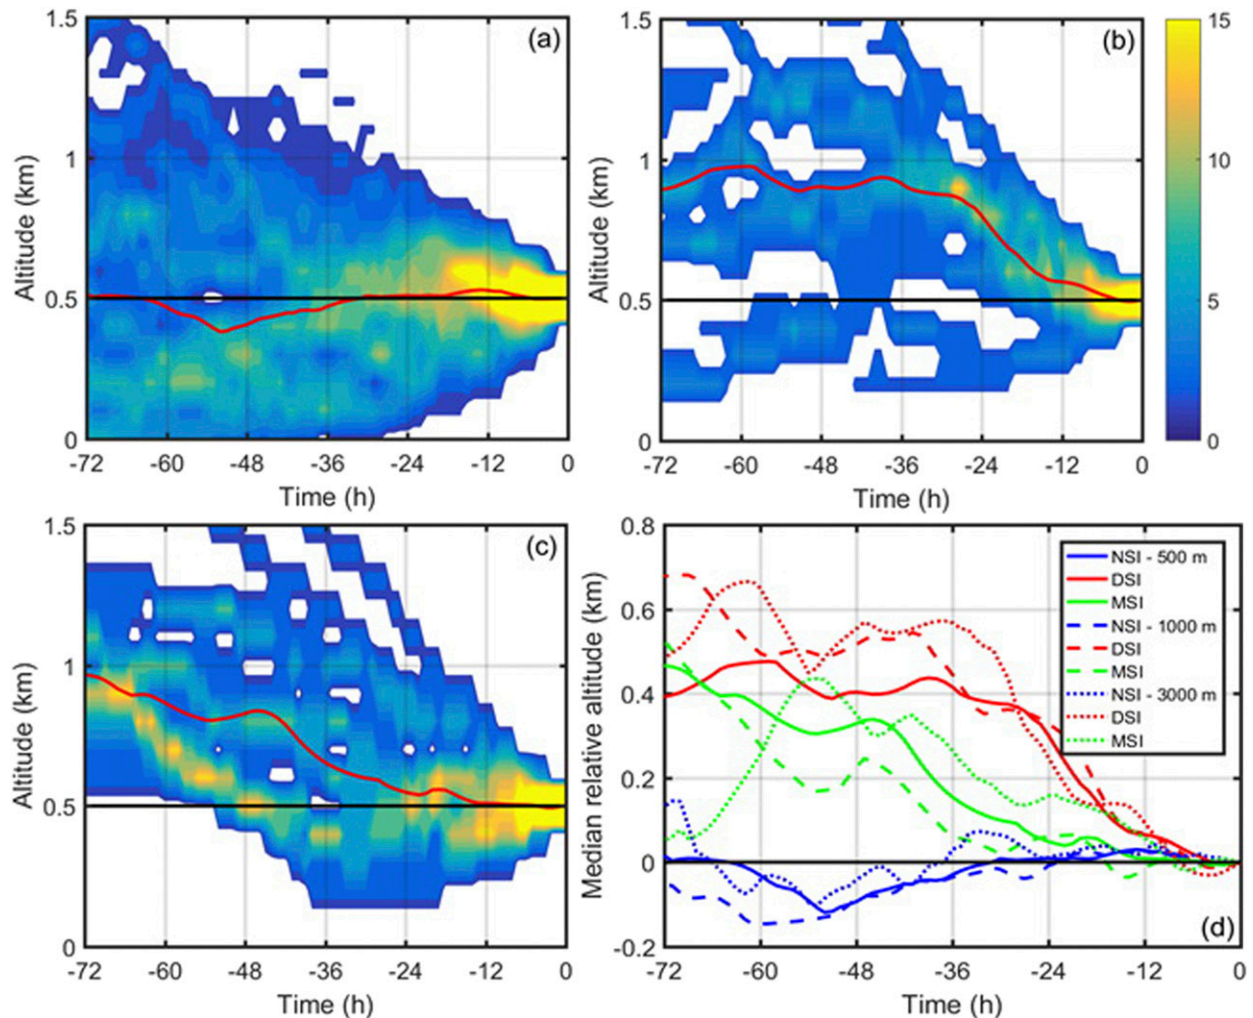 1.5
1
0.5
0
Altitude (km)
(a)
-72
-60
-48
-36
-24
-12
0
Time (h)
1.5
1
0.5
0
Altitude (km)
(b)
-72
-60
-48
-36
-24
-12
0
Time (h)
15
10
5
0
1.5
1
0.5
0
Altitude (km)
(c)
-72
-60
-48
-36
-24
-12
0
Time (h)
0.8
0.6
0.4
0.2
0
-0.2
Median relative altitude (km)
NSI - 500 m
DSI
MSI
NSI - 1000 m
DSI
MSI
NSI - 3000 m
DSI
MSI
(d)
-72
-60
-48
-36
-24
-12
0
Time (h)